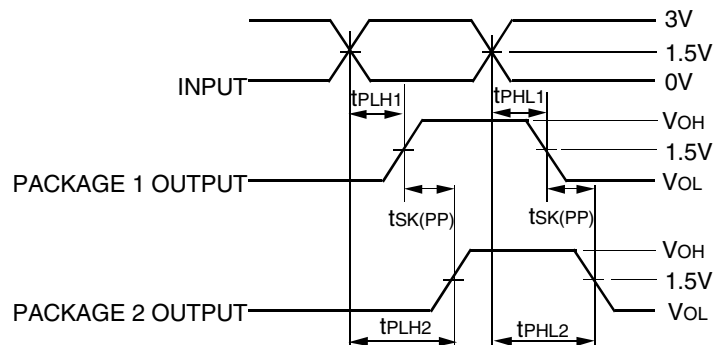 3V
1.5V
INPUT
0V
tPLH1
tPHL1
VOH
1.5V
PACKAGE 1 OUTPUT
VOL
tSK(PP)
tSK(PP)
VOH
1.5V
PACKAGE 2 OUTPUT
VOL
tPLH2
tPHL2